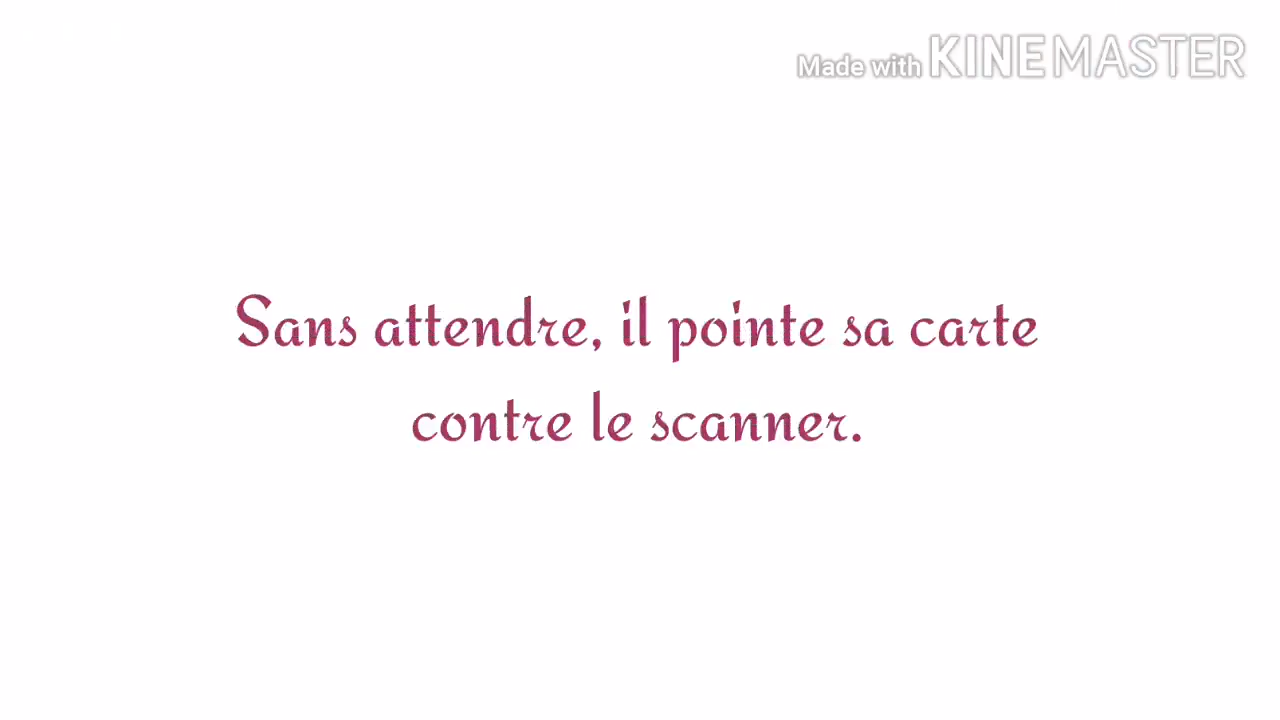 Made with KINEMASTER
Sans attendre, il pointe sa carte
contre le scanner.